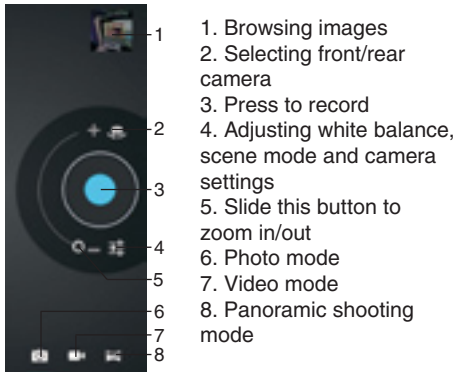 1
2
3
4
5
6
7
8
1. Browsing images
2. Selecting front/rear
camera
3. Press to record
4. Adjusting white balance,
scene mode and camera
settings
5. Slide this button to
zoom in/out
6. Photo mode
7. Video mode
8. Panoramic shooting
mode